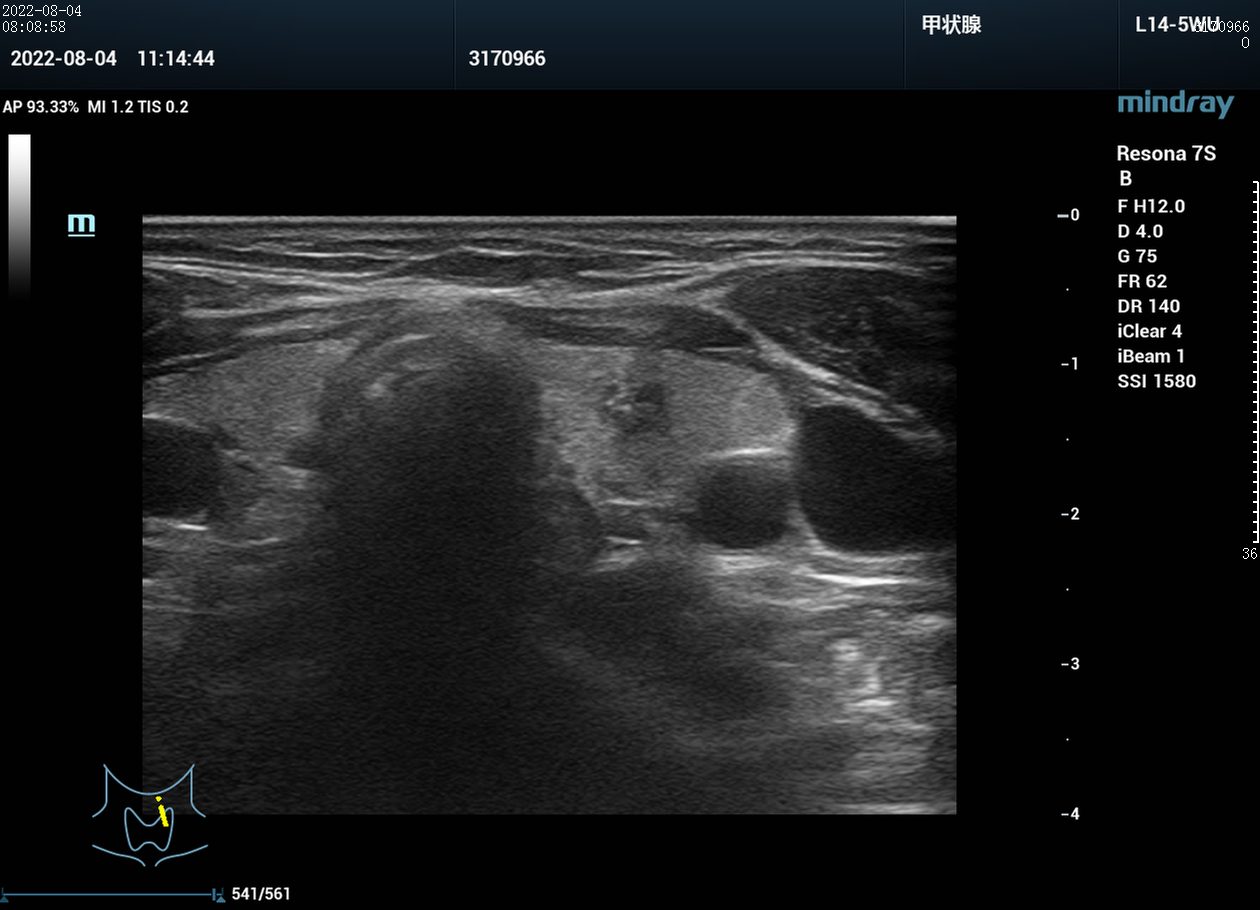 2022-08-04
08:08:58
2022-08-04 11:14:44
3170966
甲状腺
L14-5WU
3170966
0
AP 93.33% MI 1.2 TIS 0.2
mindray
m
Resona 7S
B
F H12.0
D 4.0
G 75
FR 62
DR 140
iClear 4
iBeam 1
SSI 1580
0
-1
-2
-3
-4
36
541/561